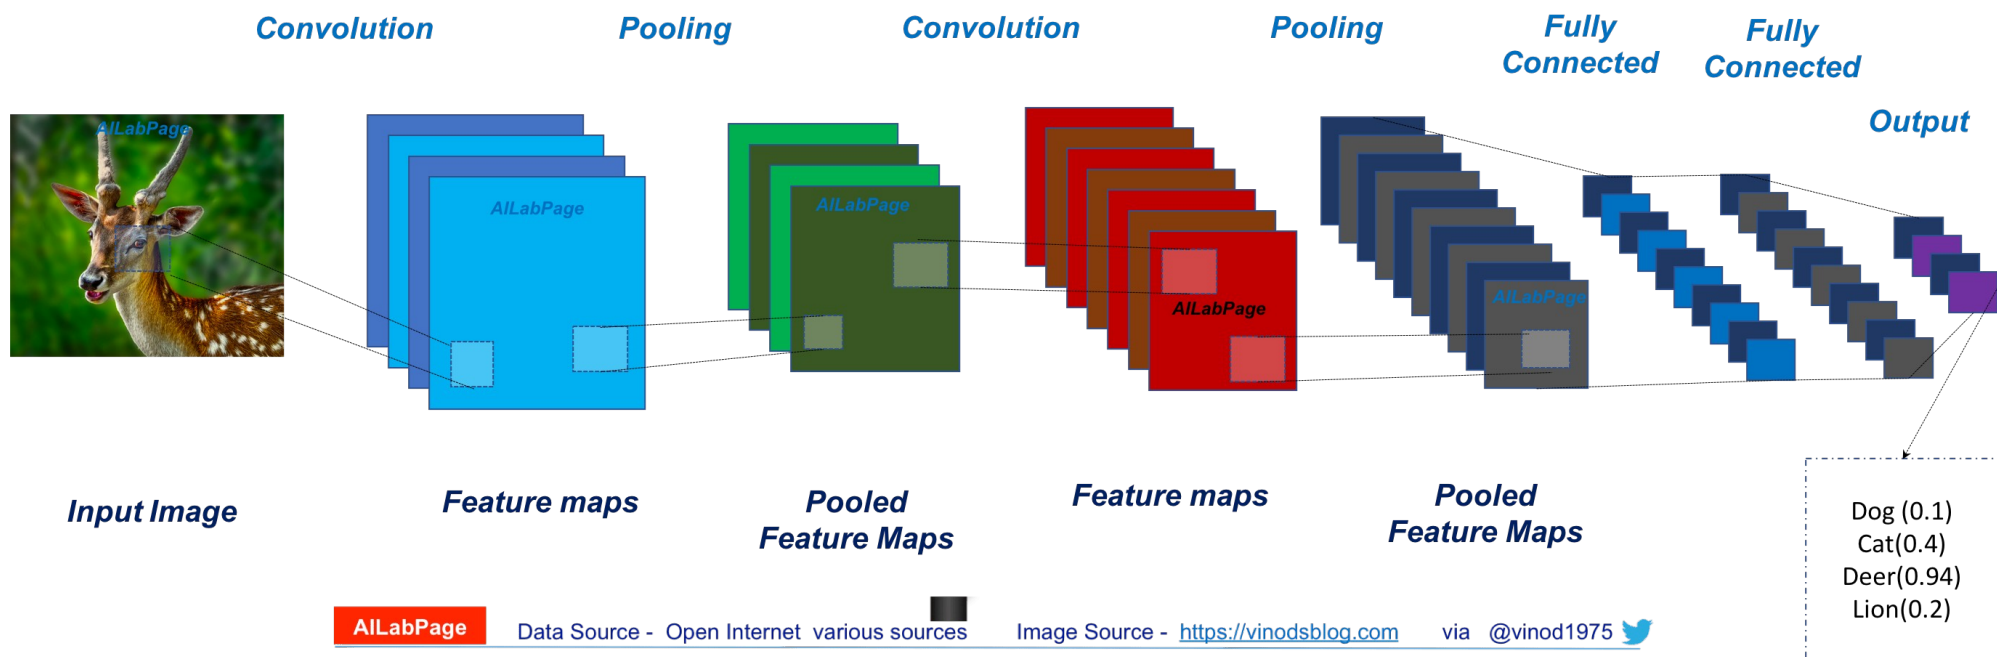 Convolution
Pooling
Convolution
Pooling
Fully
Connected
Fully
Connected
Output
AILabPage
AILabPage
AILabPage
AILabPage
AILabPage
Input Image
Feature maps
Pooled
Feature Maps
Feature maps
Pooled
Feature Maps
Dog (0.1)
Cat(0.4)
Deer(0.94)
Lion(0.2)
AILabPage
Data Source - Open Internet various sources
Image Source - https://vinodsblog.com via @vinod1975